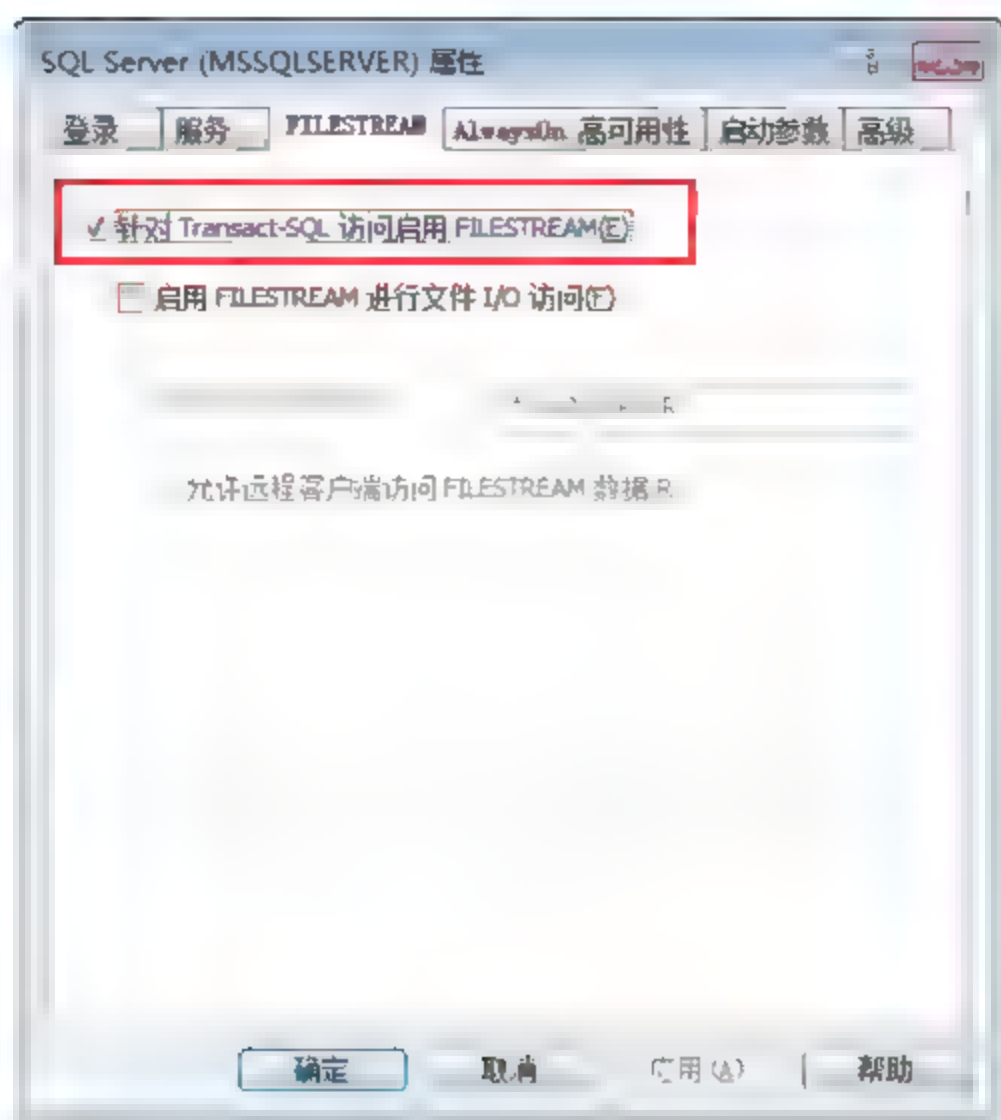 SQL Server (MSSQLSERVER) 属性
登录 服务 FILESTREAM AlwaysOn 高可用性 启动参数 高级
针对 Transact-SQL 访问启用 FILESTREAM(E)
启用 FILESTREAM 进行文件 I/O 访问(F)
允许远程客户端访问 FILESTREAM 数据
确定 取消 应用(A) 帮助